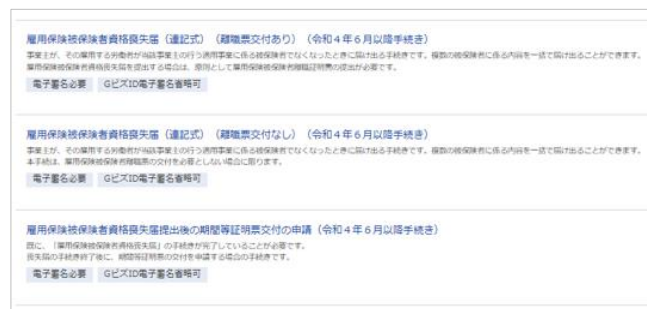 雇用保険被保険者資格喪失届（連記式）（離職票交付あり）（令和４年６月以降手続き）
事業主が、その雇用する労働者が当該事業主の行う適用事業に係る被保険者でなくなったときに届け出る手続きです。複数の被保険者に係る内容を一括で届け出ることができます。
雇用保険被保険者資格喪失届を提出する場合は、原則として雇用保険被保険者離職証明書の提出が必要です。
電子署名必要 GビズID電子署名省略可
雇用保険被保険者資格喪失届（連記式）（離職票交付なし）（令和４年６月以降手続き）
事業主が、その雇用する労働者が当該事業主の行う適用事業に係る被保険者でなくなったときに届け出る手続きです。複数の被保険者に係る内容を一括で届け出ることができます。
本手続は、雇用保険被保険者離職票の交付を必要としない場合に限ります。
電子署名必要 GビズID電子署名省略可
雇用保険被保険者資格喪失届提出後の期間等証明票交付の申請（令和４年６月以降手続き）
既に、「雇用保険被保険者資格喪失届」の手続きが完了していることが必要です。
喪失届の手続き終了後に、期間等証明票の交付を申請する場合の手続きです。
電子署名必要 GビズID電子署名省略可